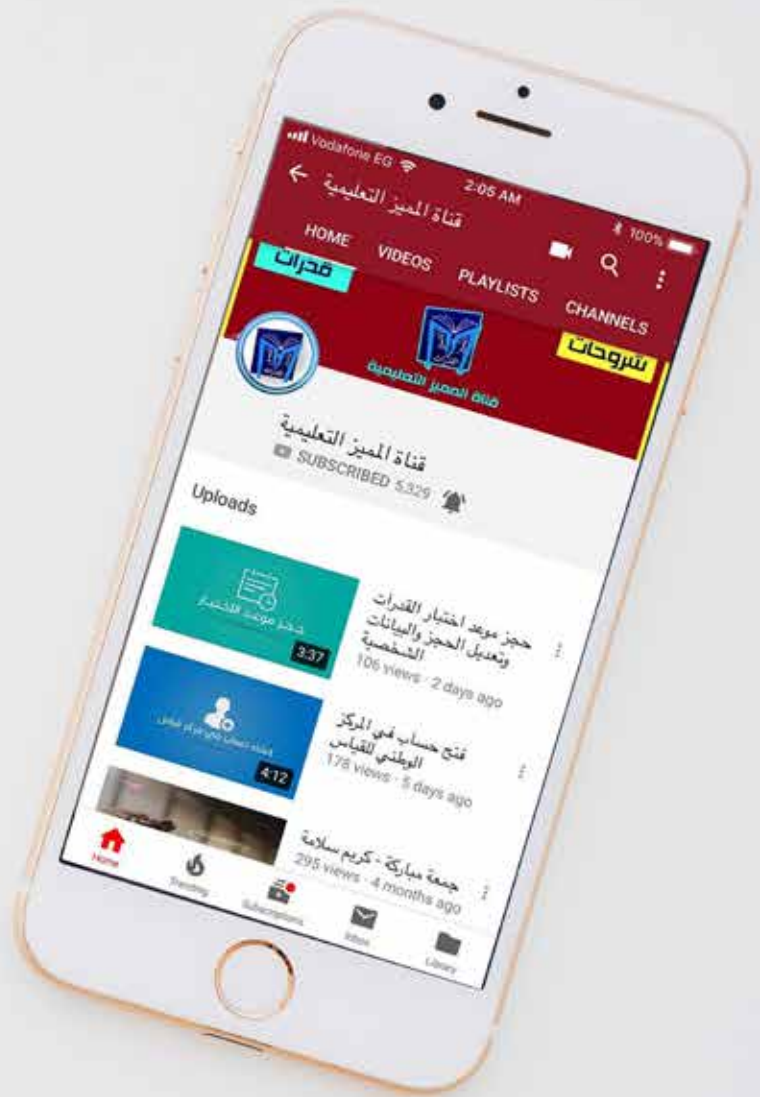 Vodafone EG
2:05 AM
100%
قناة المميز التعليمية
HOME
VIDEOS
PLAYLISTS
CHANNELS
قدرات
شروحات
قناة المميز التعليمية
قناة المميز التعليمية
SUBSCRIBED 5,329
Uploads
حجز موعد الاختبار
3:37
حجز موعد اختبار القدرات
وتعديل الحجز والبيانات
الشخصية
106 views · 2 days ago
4:12
فتح حساب في المركز
الوطني للقياس
178 views · 5 days ago
جمعة مباركة - كريم سلامة
295 views · 4 months ago
Home
Trending
Subscriptions
Inbox
Library